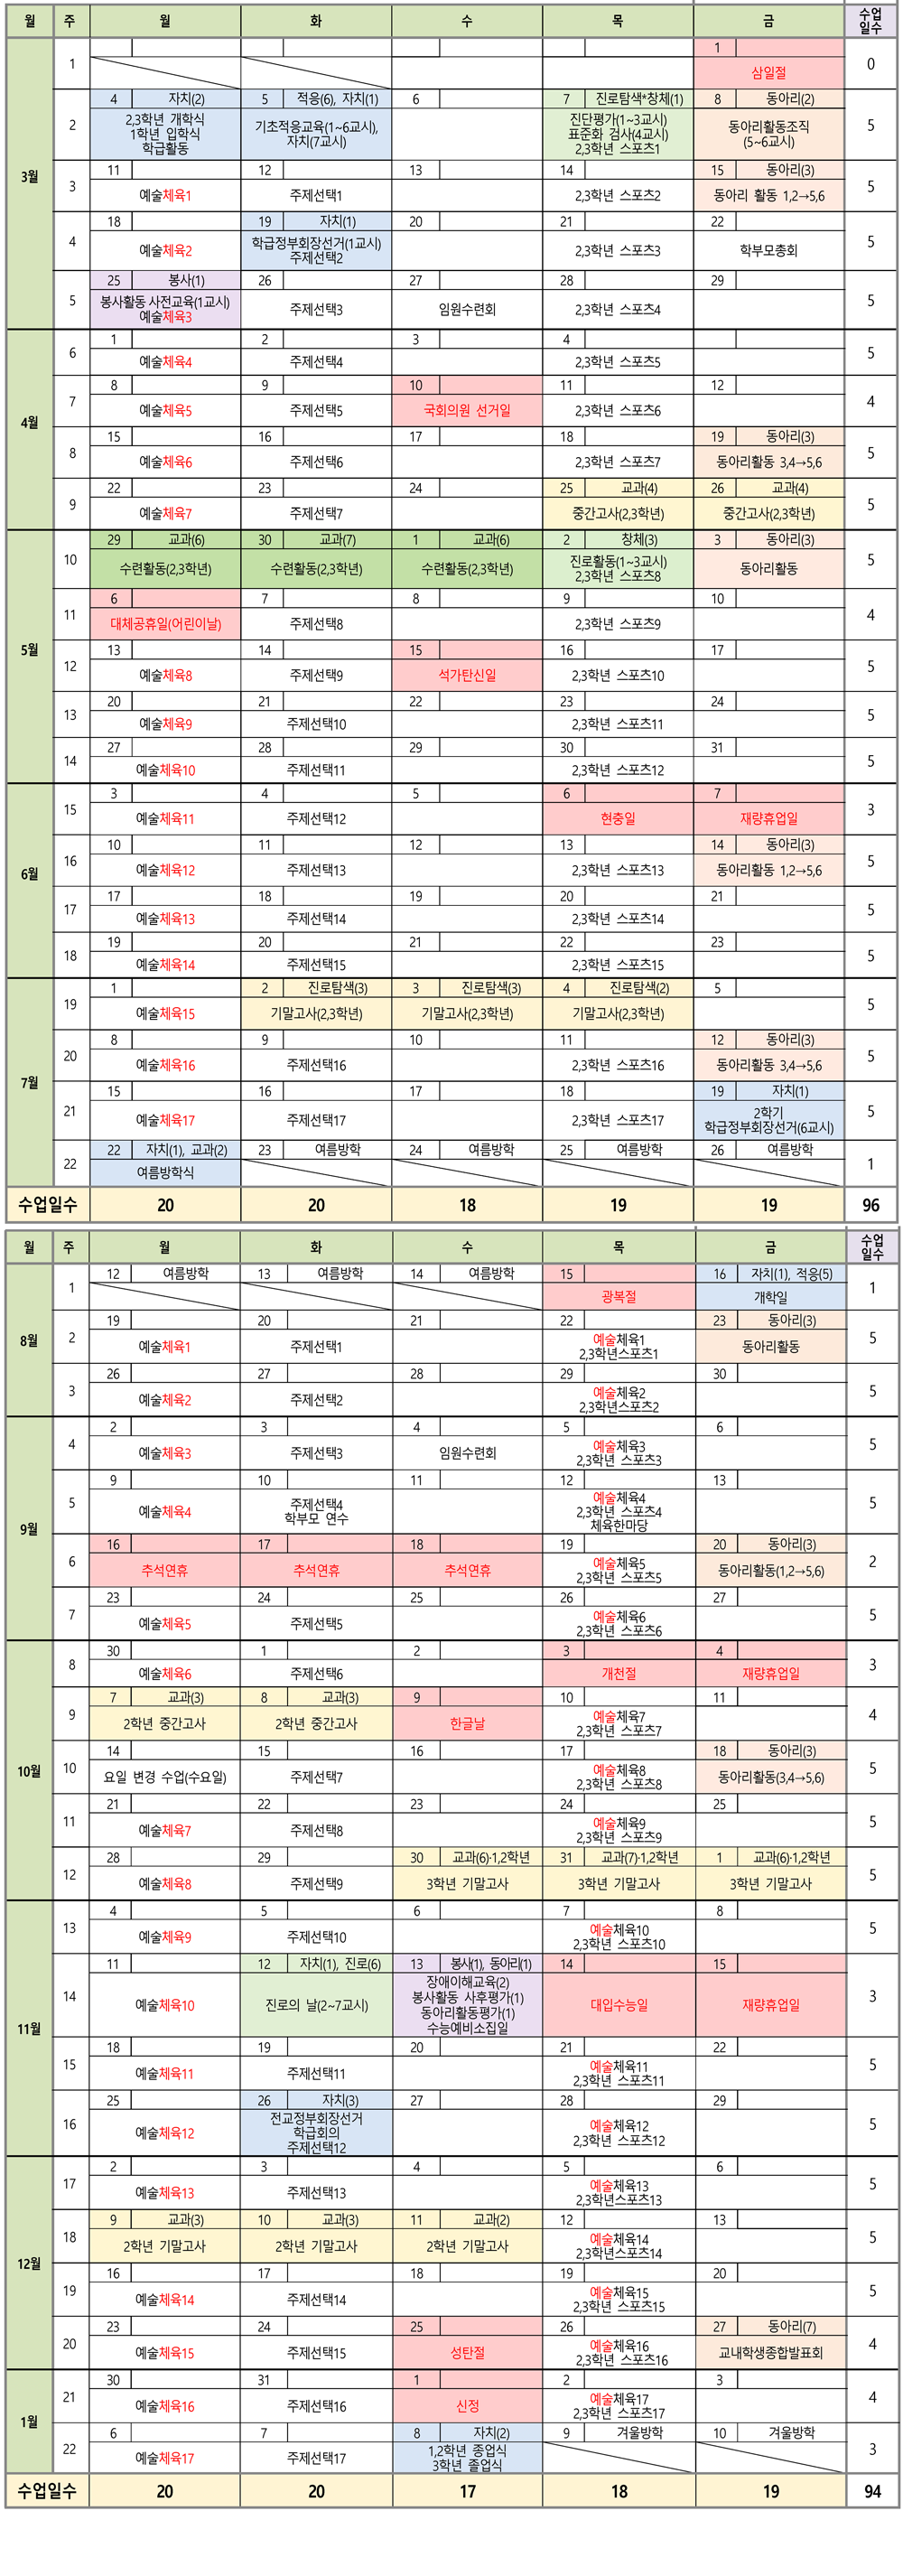 월 주 월 화 수 목 금 수업
일수
3월
1 1 0
삼일절
2 4 자치(2) 5 적응(6), 자치(1) 6 7 진로탐색*창체(1) 8 동아리(2) 5
2,3학년 개학식
1학년 입학식
학급활동
기초적응교육(1~6교시),
자치(7교시)
진단평가(1~3교시)
표준화 검사(4교시)
2,3학년 스포츠1
동아리활동조직
(5~6교시)
3 11 12 13 14 15 동아리(3) 5
예술체육1 주제선택1 2,3학년 스포츠2 동아리 활동 1,2→5,6
4 18 19 자치(1) 20 21 22 5
예술체육2
학급정부회장선거(1교시)
주제선택2
2,3학년 스포츠3 학부모총회
5 25 봉사(1) 26 27 28 29 5
봉사활동 사전교육(1교시)
예술체육3
주제선택3 임원수련회 2,3학년 스포츠4
4월
6 1 2 3 4 5
예술체육4 주제선택4 2,3학년 스포츠5
7 8 9 10 11 12 4
예술체육5 주제선택5 국회의원 선거일 2,3학년 스포츠6
8 15 16 17 18 19 동아리(3) 5
예술체육6 주제선택6 2,3학년 스포츠7 동아리활동 3,4→5,6
9 22 23 24 25 교과(4) 26 교과(4) 5
예술체육7 주제선택7 중간고사(2,3학년) 중간고사(2,3학년)
5월
10 29 교과(6) 30 교과(7) 1 교과(6) 2 창체(3) 3 동아리(3) 5
수련활동(2,3학년) 수련활동(2,3학년) 수련활동(2,3학년)
진로활동(1~3교시)
2,3학년 스포츠8
동아리활동
11 6 7 8 9 10 4
대체공휴일(어린이날) 주제선택8 2,3학년 스포츠9
12 13 14 15 16 17 5
예술체육8 주제선택9 석가탄신일 2,3학년 스포츠10
13 20 21 22 23 24 5
예술체육9 주제선택10 2,3학년 스포츠11
14 27 28 29 30 31 5
예술체육10 주제선택11 2,3학년 스포츠12
6월
15 3 4 5 6 7 3
예술체육11 주제선택12 현충일 재량휴업일
16 10 11 12 13 14 동아리(3) 5
예술체육12 주제선택13 2,3학년 스포츠13 동아리활동 1,2→5,6
17 17 18 19 20 21 5
예술체육13 주제선택14 2,3학년 스포츠14
18 19 20 21 22 23 5
예술체육14 주제선택15 2,3학년 스포츠15
7월
19 1 2 진로탐색(3) 3 진로탐색(3) 4 진로탐색(2) 5 5
예술체육15 기말고사(2,3학년) 기말고사(2,3학년) 기말고사(2,3학년)
20 8 9 10 11 12 동아리(3) 5
예술체육16 주제선택16 2,3학년 스포츠16 동아리활동 3,4→5,6
21 15 16 17 18 19 자치(1) 5
예술체육17 주제선택17 2,3학년 스포츠17
2학기
학급정부회장선거(6교시)
22 22 자치(1), 교과(2) 23 여름방학 24 여름방학 25 여름방학 26 여름방학 1
여름방학식
수업일수 20 20 18 19 19 96
월 주 월 화 수 목 금 수업
일수
8월
1 12 여름방학 13 여름방학 14 여름방학 15 16 자치(1), 적응(5) 1
광복절 개학일
2 19 20 21 22 23 동아리(3) 5
예술체육1 주제선택1
예술체육1
2,3학년스포츠1
동아리활동
3 26 27 28 29 30 5
예술체육2 주제선택2
예술체육2
2,3학년스포츠2
9월
4 2 3 4 5 6 5
예술체육3 주제선택3 임원수련회
예술체육3
2,3학년 스포츠3
5 9 10 11 12 13 5
예술체육4
주제선택4
학부모 연수
예술체육4
2,3학년 스포츠4
체육한마당
6 16 17 18 19 20 동아리(3) 2
추석연휴 추석연휴 추석연휴
예술체육5
2,3학년 스포츠5
동아리활동(1,2→5,6)
7 23 24 25 26 27 5
예술체육5 주제선택5
예술체육6
2,3학년 스포츠6
10월
8 30 1 2 3 4 3
예술체육6 주제선택6 개천절 재량휴업일
9 7 교과(3) 8 교과(3) 9 10 11 4
2학년 중간고사 2학년 중간고사 한글날
예술체육7
2,3학년 스포츠7
10 14 15 16 17 18 동아리(3) 5
요일 변경 수업(수요일) 주제선택7
예술체육8
2,3학년 스포츠8
동아리활동(3,4→5,6)
11 21 22 23 24 25 5
예술체육7 주제선택8
예술체육9
2,3학년 스포츠9
12 28 29 30 교과(6)·1,2학년 31 교과(7)·1,2학년 1 교과(6)·1,2학년 5
예술체육8 주제선택9 3학년 기말고사 3학년 기말고사 3학년 기말고사
11월
13 4 5 6 7 8 5
예술체육9 주제선택10
예술체육10
2,3학년 스포츠10
14 11 12 자치(1), 진로(6) 13 봉사(1), 동아리(1) 14 15 3
예술체육10 진로의 날(2~7교시)
장애이해교육(2)
봉사활동 사후평가(1)
동아리활동평가(1)
수능예비소집일
대입수능일 재량휴업일
15 18 19 20 21 22 5
예술체육11 주제선택11
예술체육11
2,3학년 스포츠11
16 25 26 자치(3) 27 28 29 5
예술체육12
전교정부회장선거
학급회의
주제선택12
예술체육12
2,3학년 스포츠12
12월
17 2 3 4 5 6 5
예술체육13 주제선택13
예술체육13
2,3학년스포츠13
18 9 교과(3) 10 교과(3) 11 교과(2) 12 13 5
2학년 기말고사 2학년 기말고사 2학년 기말고사
예술체육14
2,3학년스포츠14
19 16 17 18 19 20 5
예술체육14 주제선택14
예술체육15
2,3학년 스포츠15
20 23 24 25 26 27 동아리(7) 4
예술체육15 주제선택15 성탄절
예술체육16
2,3학년 스포츠16
교내학생종합발표회
1월
21 30 31 1 2 3 4
예술체육16 주제선택16 신정
예술체육17
2,3학년 스포츠17
22 6 7 8 자치(2) 9 겨울방학 10 겨울방학 3
예술체육17 주제선택17
1,2학년 종업식
3학년 졸업식
수업일수 20 20 17 18 19 94